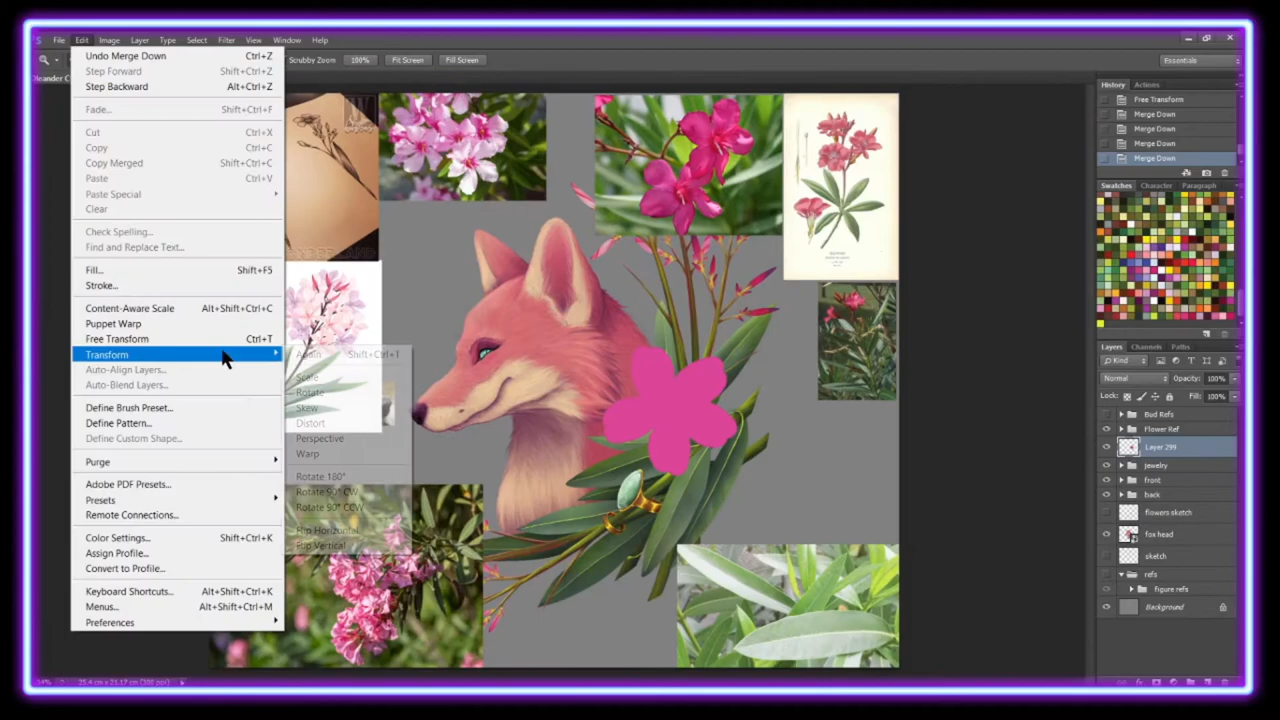 File Edit Image Layer Type Select Filter View Window Help
Scrubby Zoom 100% Fit Screen Fill Screen Essentials
Undo Merge Down Ctrl+Z
Step Forward Shift+Ctrl+Z
Step Backward Alt+Ctrl+Z
Fade... Shift+Ctrl+F
Cut Ctrl+X
Copy Ctrl+C
Copy Merged Shift+Ctrl+C
Paste Ctrl+V
Paste Special
Clear
Check Spelling...
Find and Replace Text...
Fill... Shift+F5
Stroke...
Content-Aware Scale Alt+Shift+Ctrl+C
Puppet Warp
Free Transform Ctrl+T
Transform
Auto-Align Layers...
Auto-Blend Layers...
Define Brush Preset...
Define Pattern...
Define Custom Shape...
Purge
Adobe PDF Presets...
Presets
Remote Connections...
Color Settings... Shift+Ctrl+K
Assign Profile...
Convert to Profile...
Keyboard Shortcuts... Alt+Shift+Ctrl+K
Menus... Alt+Shift+Ctrl+M
Preferences
Again Shift+Ctrl+T
Scale
Rotate
Skew
Distort
Perspective
Warp
Rotate 180°
Rotate 90° CW
Rotate 90° CCW
Flip Horizontal
Flip Vertical
History Actions
Free Transform
Merge Down
Merge Down
Merge Down
Merge Down
Swatches Character Paragraph
Layers Channels Paths
Kind
Normal Opacity: 100%
Lock: Fill: 100%
Bud Refs
Flower Ref
Layer 299
jewelry
front
back
flowers sketch
fox head
sketch
refs
figure refs
Background
25.4 cm x 21.17 cm (300 ppi)